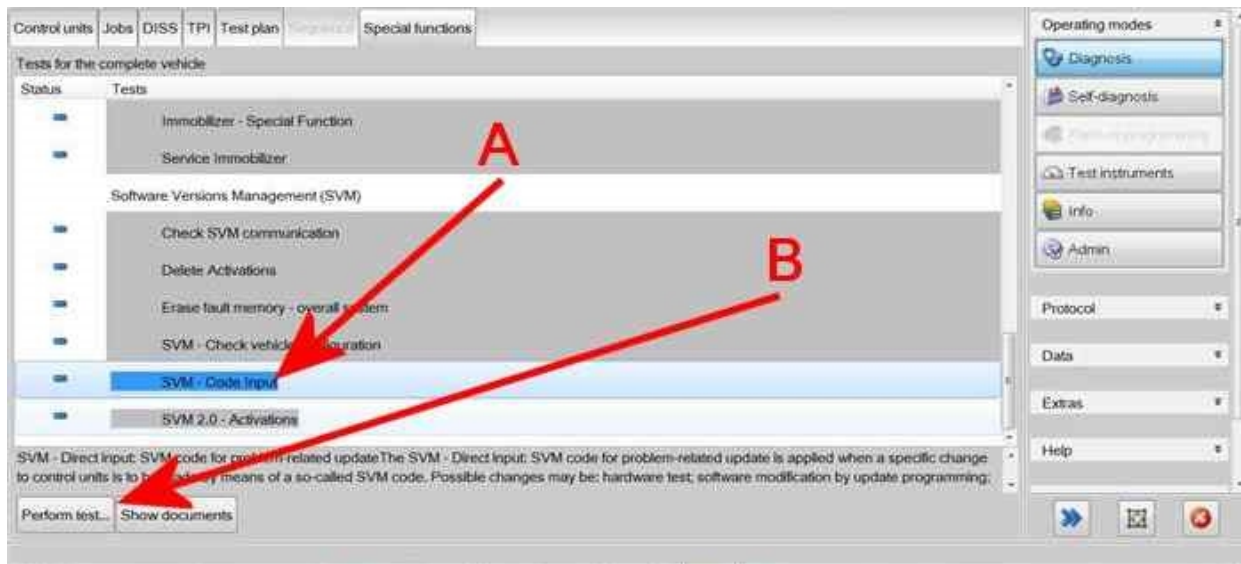 Control units Jobs DISS TPI Test plan Special functions
Tests for the complete vehicle
Status Tests
Immobilizer - Special Function
Service Immobilizer
Software Versions Management (SVM)
Check SVM communication
Delete Activations
Erase fault memory - overall system
SVM - Check vehicle configuration
SVM - Code Input
SVM 2.0 - Activations
SVM - Direct Input: SVM code for problem-related updateThe SVM - Direct Input: SVM code for problem-related update is applied when a specific change
to control units is to be made by means of a so-called SVM code. Possible changes may be: hardware test; software modification by update programming;
Perform test... Show documents
A
B
Operating modes
Diagnosis
Self-diagnosis
Test instruments
Info
Admin
Protocol
Data
Extras
Help